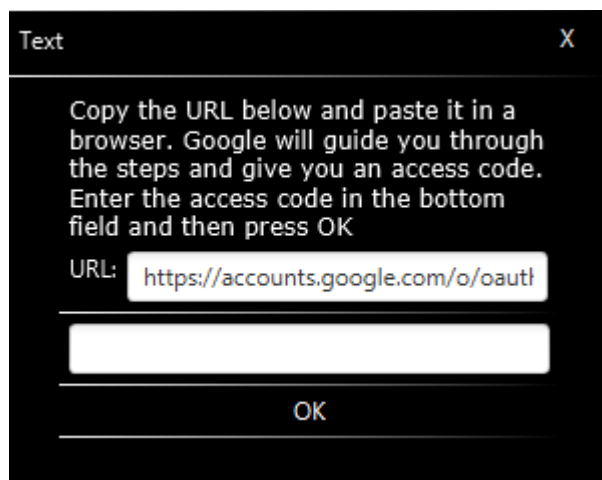 Text X
Copy the URL below and paste it in a
browser. Google will guide you through
the steps and give you an access code.
Enter the access code in the bottom
field and then press OK
URL: https://accounts.google.com/o/oauth
OK